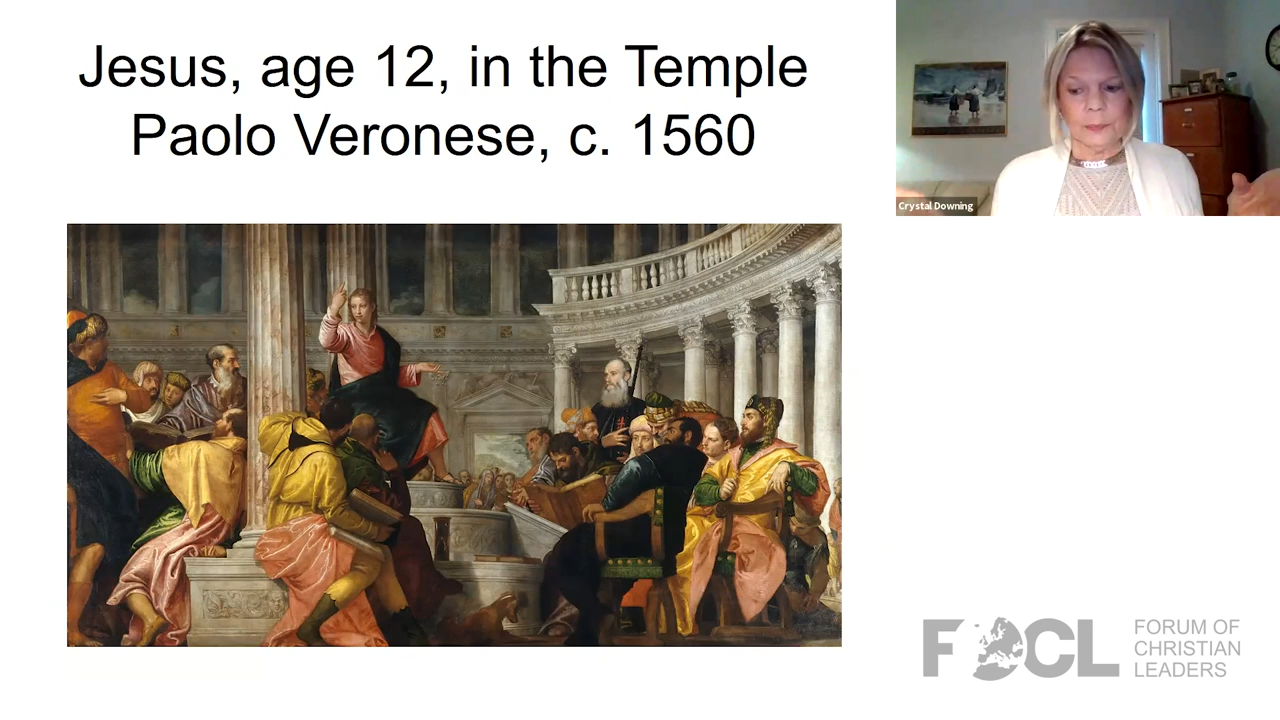 Jesus, age 12, in the Temple
Paolo Veronese, c. 1560
Crystal Downing
FOCL
FORUM OF
CHRISTIAN
LEADERS